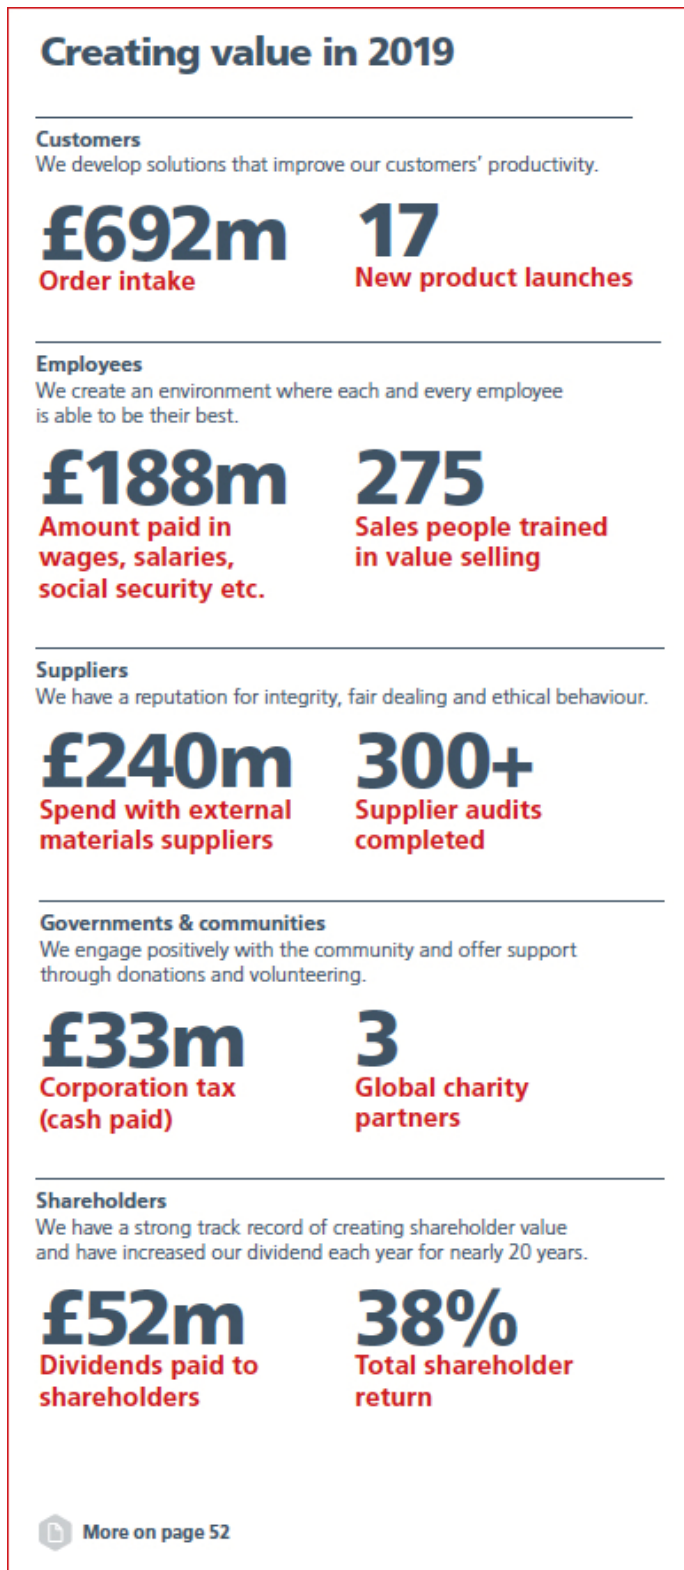 Creating value in 2019
Customers
We develop solutions that improve our customers’ productivity.
£692m
Order intake
17
New product launches
Employees
We create an environment where each and every employee
is able to be their best.
£188m
Amount paid in
wages, salaries,
social security etc.
275
Sales people trained
in value selling
Suppliers
We have a reputation for integrity, fair dealing and ethical behaviour.
£240m
Spend with external
materials suppliers
300+
Supplier audits
completed
Governments & communities
We engage positively with the community and offer support
through donations and volunteering.
£33m
Corporation tax
(cash paid)
3
Global charity
partners
Shareholders
We have a strong track record of creating shareholder value
and have increased our dividend each year for nearly 20 years.
£52m
Dividends paid to
shareholders
38%
Total shareholder
return
More on page 52